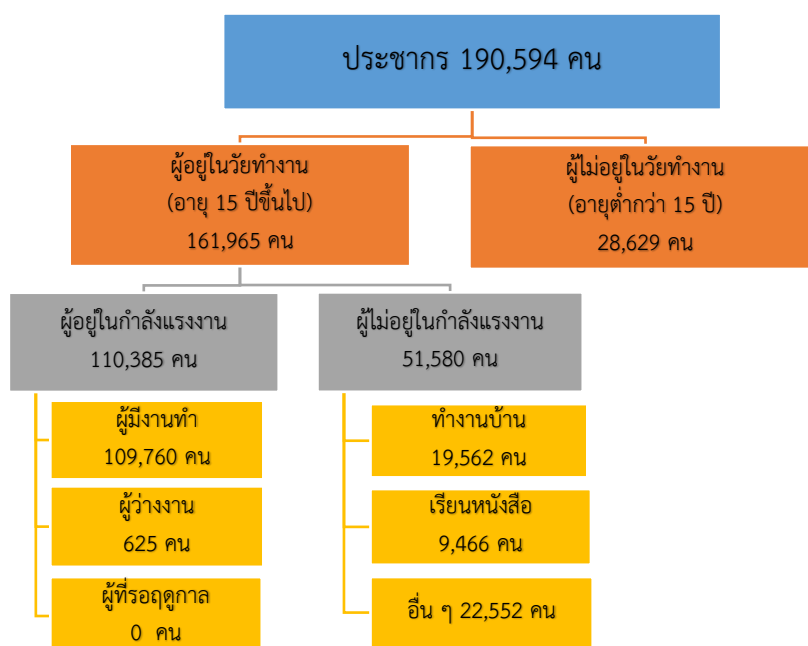 ประชากร 190,594 คน
ผู้อยู่ในวัยทำงาน
(อายุ 15 ปีขึ้นไป)
161,965 คน
ผู้ไม่อยู่ในวัยทำงาน
(อายุต่ำกว่า 15 ปี)
28,629 คน
ผู้อยู่ในกำลังแรงงาน
110,385 คน
ผู้ไม่อยู่ในกำลังแรงงาน
51,580 คน
ผู้มีงานทำ
109,760 คน
ผู้ว่างงาน
625 คน
ผู้ที่รอฤดูกาล
0 คน
ทำงานบ้าน
19,562 คน
เรียนหนังสือ
9,466 คน
อื่น ๆ 22,552 คน